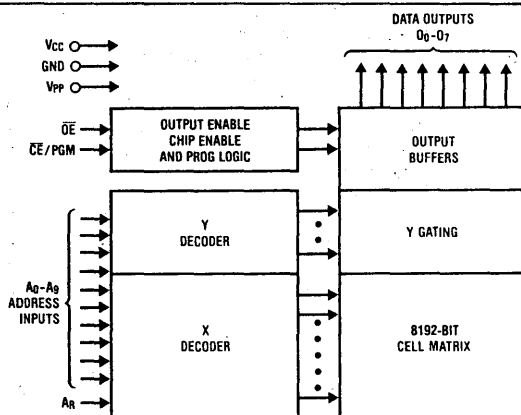 DATA OUTPUTS
O0-O7
VCC
GND
VPP
OE
CE/PGM
OUTPUT ENABLE
CHIP ENABLE
AND PROG LOGIC
OUTPUT
BUFFERS
Y
DECODER
Y GATING
A0-A9
ADDRESS
INPUTS
X
DECODER
8192-BIT
CELL MATRIX
AR